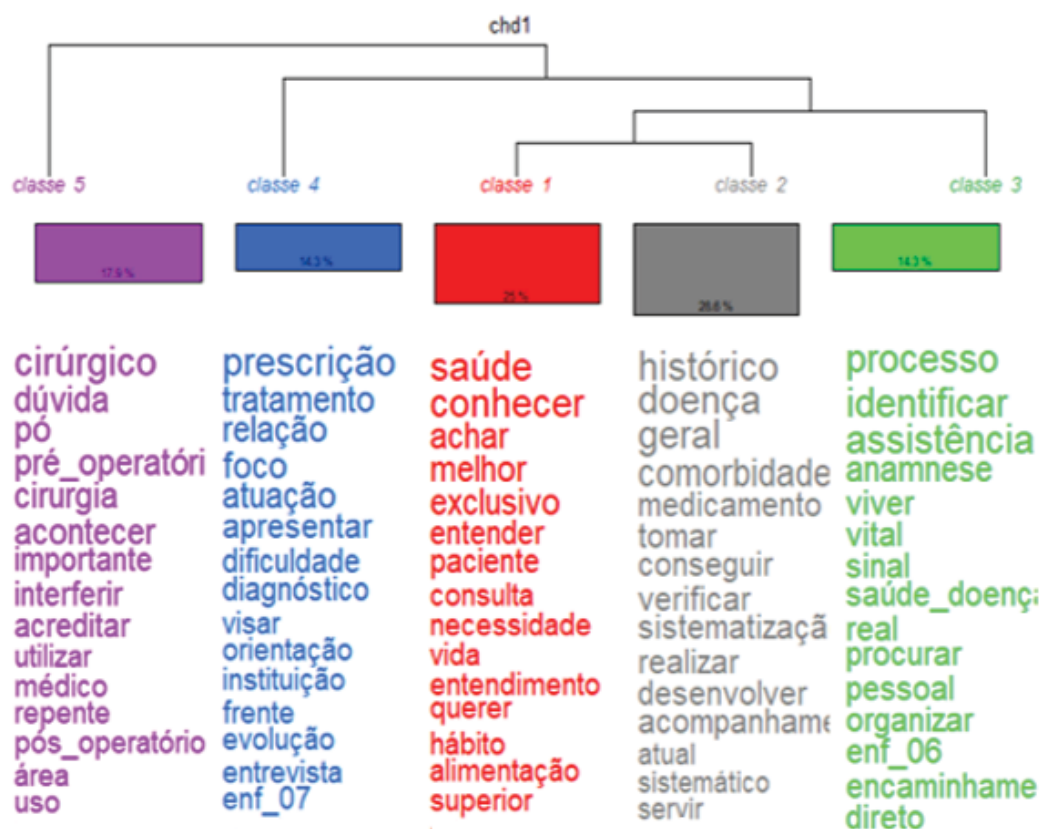 chd1
classe 5
classe 4
classe 1
classe 2
classe 3
17.9 %
14.3 %
25 %
28.6 %
14.3 %
cirúrgico
dúvida
pó
pré_operatóri
cirurgia
acontecer
importante
interferir
acreditar
utilizar
médico
repente
pós_operatório
área
uso
prescrição
tratamento
relação
foco
atuação
apresentar
dificuldade
diagnóstico
visar
orientação
instituição
frente
evolução
entrevista
enf_07
saúde
conhecer
achar
melhor
exclusivo
entender
paciente
consulta
necessidade
vida
entendimento
querer
hábito
alimentação
superior
histórico
doença
geral
comorbidade
medicamento
tomar
conseguir
verificar
sistematizaçã
realizar
desenvolver
acompanhame
atual
sistemático
servir
processo
identificar
assistência
anamnese
viver
vital
sinal
saúde_doença
real
procurar
pessoal
organizar
enf_06
encaminhame
direto